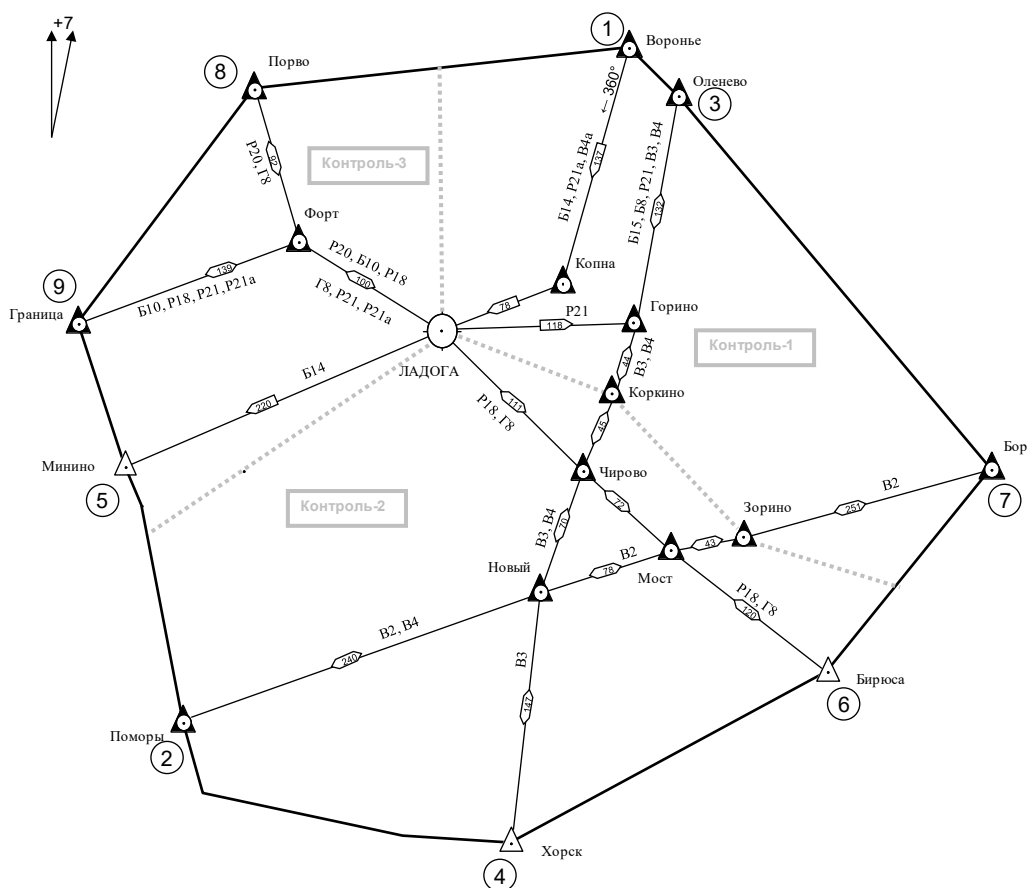 +7
1
Воронье
Порво
8
Оленево
3
← 360°
Контроль-3
Р20, Г8
92
Б14, Р21а, В4а
137
Б15, Б8, Р21, В3, В4
132
Форт
Р20, Б10, Р18
100
Г8, Р21, Р21а
Копна
139
Б10, Р18, Р21,Р21а
9
Граница
78
Р21
118
Горино
ЛАДОГА
44
В3, В4
Контроль-1
Б14
220
Коркино
111
Р18, Г8
45
Минино
5
Чирово
Бор
7
Контроль-2
72
В2
251
Зорино
В3, В4
70
43
В2
78
Мост
Новый
Р18, Г8
120
В2, В4
240
В3
147
Бирюса
6
Поморы
2
Хорск
4